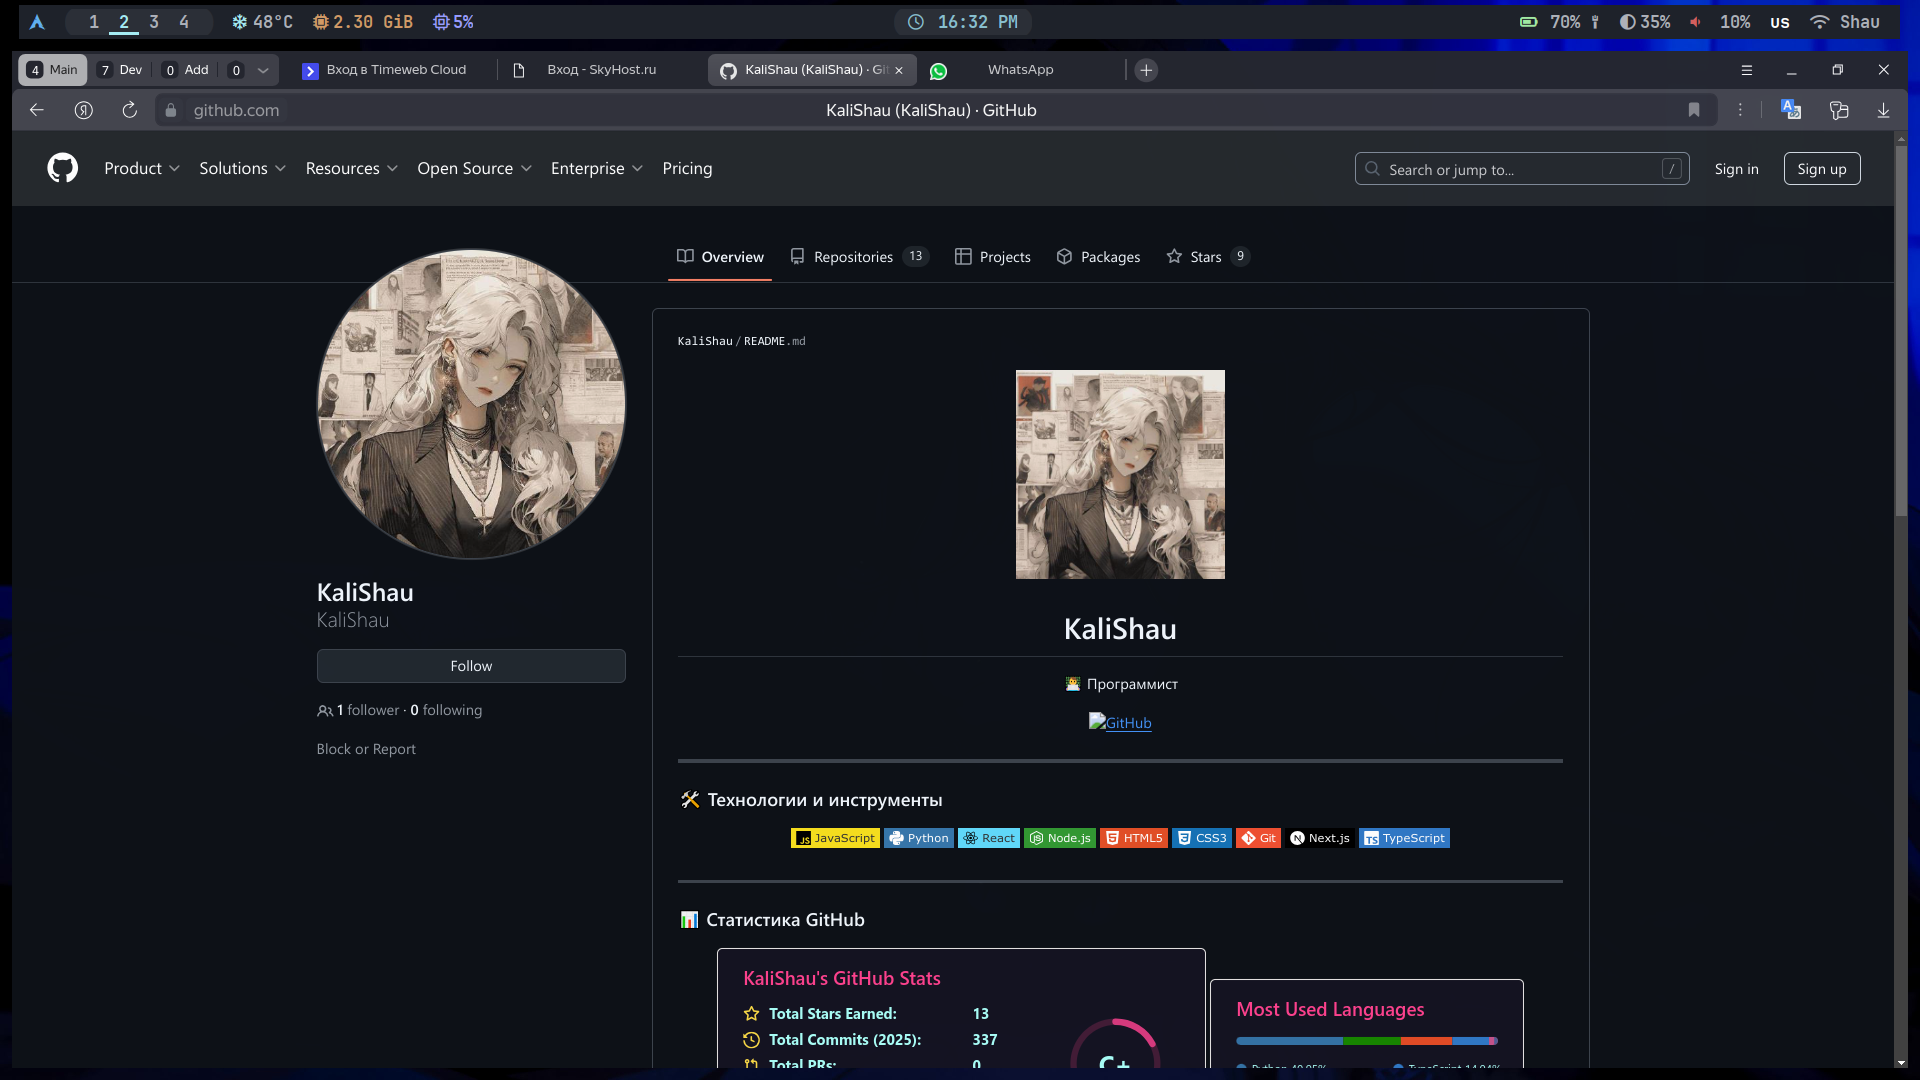 1 2 3 4 48°C 2.30 GiB 5% 16:32 PM 70% 35% 10% US Shau
4 Main 7 Dev 0 Add 0 Вход в Timeweb Cloud Вход - SkyHost.ru KaliShau (KaliShau) · Git WhatsApp
github.com KaliShau (KaliShau) · GitHub
Product Solutions Resources Open Source Enterprise Pricing Search or jump to... / Sign in Sign up
Overview Repositories 13 Projects Packages Stars 9
KaliShau/README.md
KaliShau
KaliShau
Follow
1 follower · 0 following
Block or Report
KaliShau
Программист
GitHub
Технологии и инструменты
JavaScript Python React Node.js HTML5 CSS3 Git Next.js TypeScript
Статистика GitHub
KaliShau's GitHub Stats
Total Stars Earned: 13
Total Commits (2025): 337
Total PRs: 0
C+
Most Used Languages